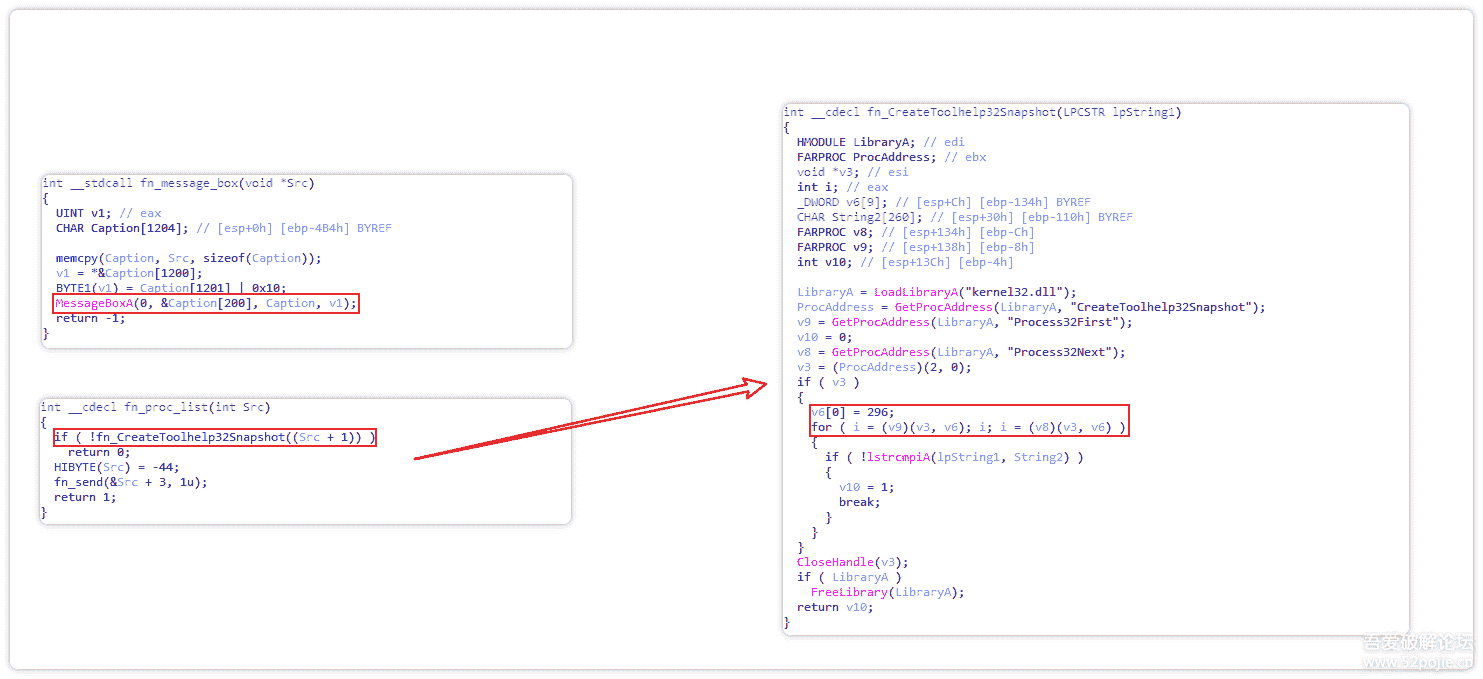 int __stdcall fn_message_box(void *Src)
{
UINT v1; // eax
CHAR Caption[1204]; // [esp+0h] [ebp-4B4h] BYREF
memcpy(Caption, Src, sizeof(Caption));
v1 = *&Caption[1200];
BYTE1(v1) = Caption[1201] | 0x10;
MessageBoxA(0, &Caption[200], Caption, v1);
return -1;
}
int __cdecl fn_proc_list(int Src)
{
if ( !fn_CreateToolhelp32Snapshot((Src + 1)) )
return 0;
HIBYTE(Src) = -44;
fn_send(&Src + 3, 1u);
return 1;
}
int __cdecl fn_CreateToolhelp32Snapshot(LPCSTR lpString1)
{
HMODULE LibraryA; // edi
FARPROC ProcAddress; // ebx
void *v3; // esi
int i; // eax
_DWORD v6[9]; // [esp+Ch] [ebp-134h] BYREF
CHAR String2[260]; // [esp+30h] [ebp-110h] BYREF
FARPROC v8; // [esp+134h] [ebp-Ch]
FARPROC v9; // [esp+138h] [ebp-8h]
int v10; // [esp+13Ch] [ebp-4h]
LibraryA = LoadLibraryA("kernel32.dll");
ProcAddress = GetProcAddress(LibraryA, "CreateToolhelp32Snapshot");
v9 = GetProcAddress(LibraryA, "Process32First");
v10 = 0;
v8 = GetProcAddress(LibraryA, "Process32Next");
v3 = (ProcAddress)(2, 0);
if ( v3 )
{
v6[0] = 296;
for ( i = (v9)(v3, v6); i; i = (v8)(v3, v6) )
{
if ( !lstrcmpiA(lpString1, String2) )
{
v10 = 1;
break;
}
}
}
CloseHandle(v3);
if ( LibraryA )
FreeLibrary(LibraryA);
return v10;
}
吾爱破解论坛
www.52pojie.cn